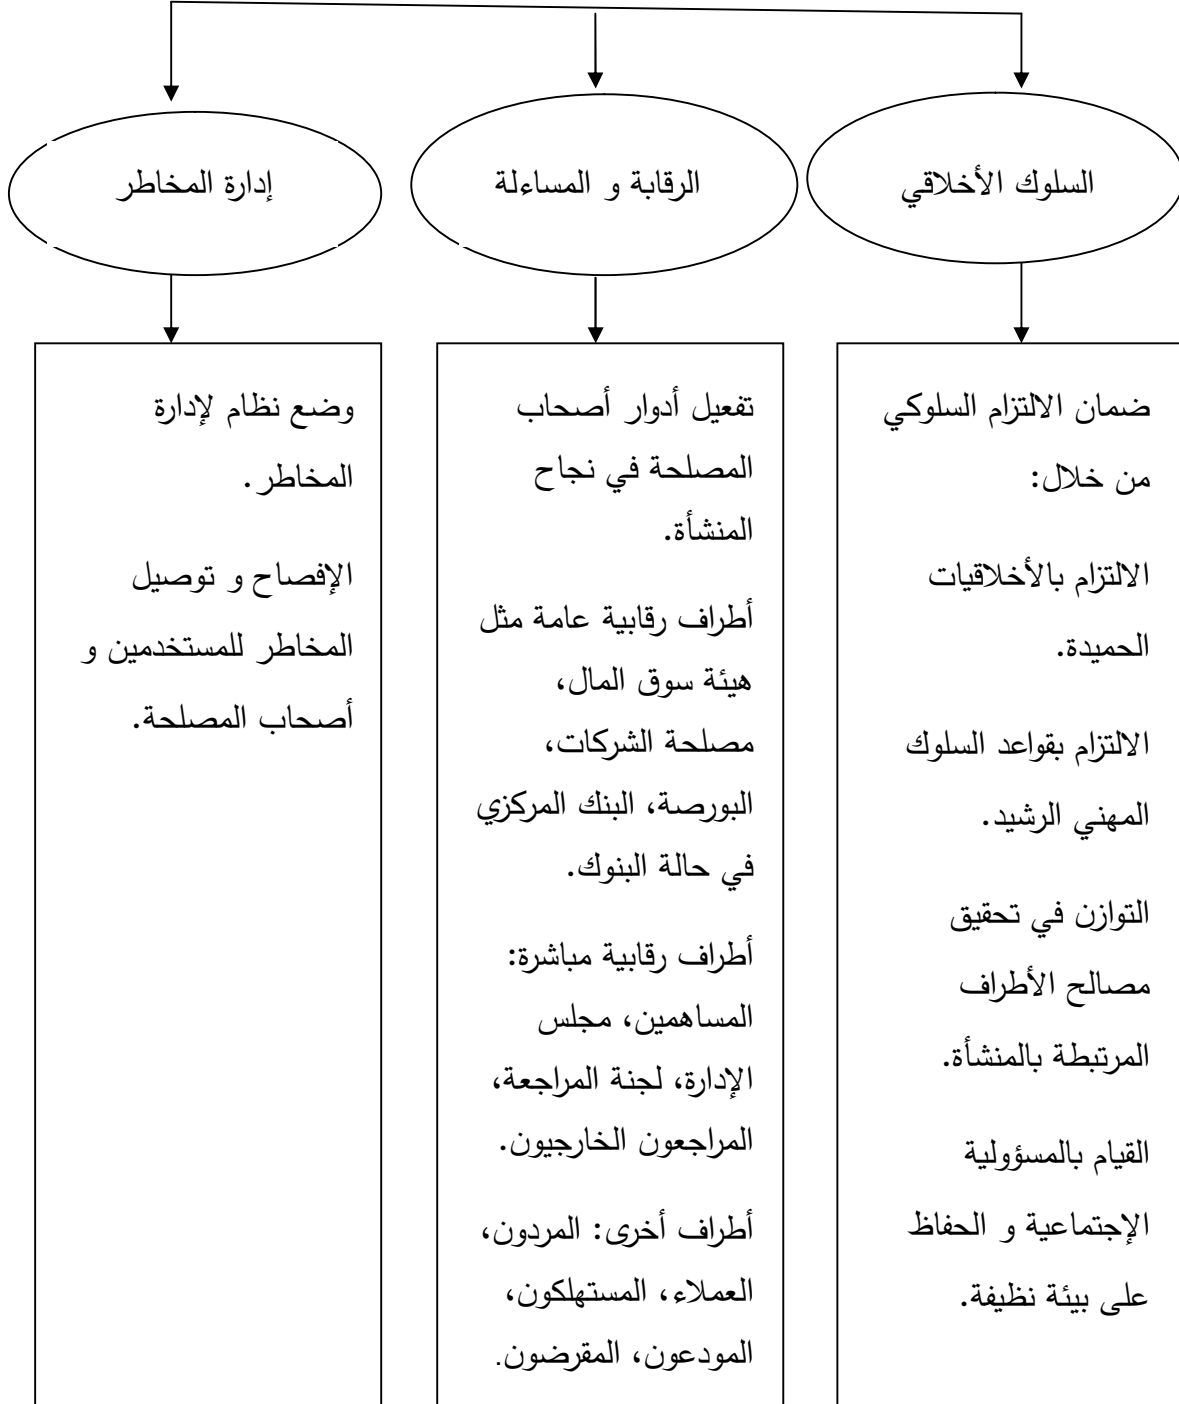 السلوك الأخلاقي
الرقابة و المساءلة
إدارة المخاطر
ضمان الالتزام السلوكي
من خلال:
الالتزام بالأخلاقيات
الحميدة.
الالتزام بقواعد السلوك
المهني الرشيد.
التوازن في تحقيق
مصالح الأطراف
المرتبطة بالمنشأة.
القيام بالمسؤولية
الإجتماعية و الحفاظ
على بيئة نظيفة.
تفعيل أدوار أصحاب
المصلحة في نجاح
المنشأة.
أطراف رقابية عامة مثل
هيئة سوق المال،
مصلحة الشركات،
البورصة، البنك المركزي
في حالة البنوك.
أطراف رقابية مباشرة:
المساهمين، مجلس
الإدارة، لجنة المراجعة،
المراجعون الخارجيون.
أطراف أخرى: المردون،
العملاء، المستهلكون،
المودعون، المقرضون.
وضع نظام لإدارة
المخاطر.
الإفصاح و توصيل
المخاطر للمستخدمين و
أصحاب المصلحة.